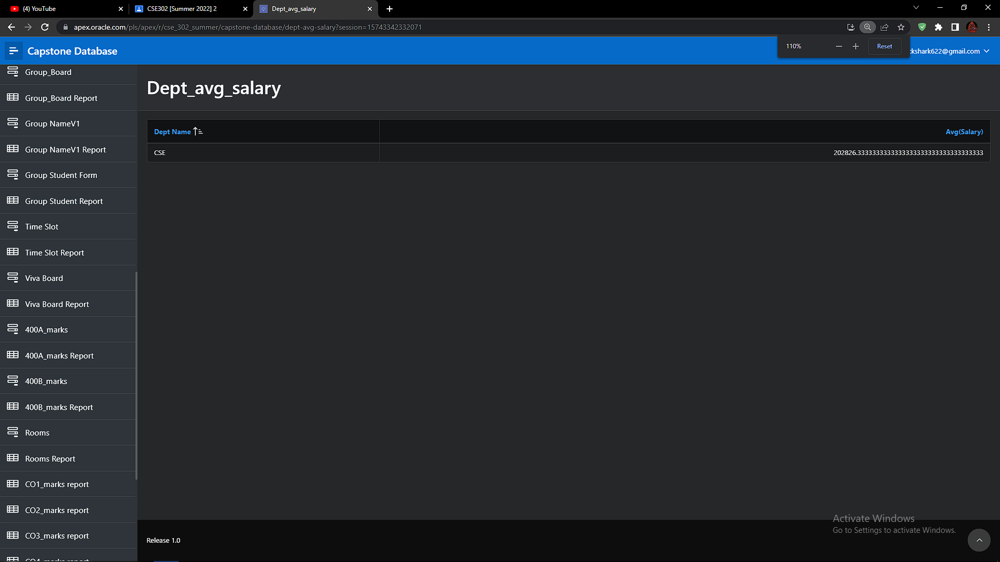 (4) YouTube
CSE302 [Summer 2022] 2
Dept_avg_salary
apex.oracle.com/pls/apex/r/cse_302_summer/capstone-database/dept-avg-salary?session=15743342332071
Capstone Database
110%
Reset
ckshark622@gmail.com
Group_Board
Group_Board Report
Group NameV1
Group NameV1 Report
Group Student Form
Group Student Report
Time Slot
Time Slot Report
Viva Board
Viva Board Report
400A_marks
400A_marks Report
400B_marks
400B_marks Report
Rooms
Rooms Report
CO1_marks report
CO2_marks report
CO3_marks report
CO4_marks report
Dept_avg_salary
Dept Name
Avg(Salary)
CSE
202826.3333333333333333333333333333333333
Release 1.0
Activate Windows
Go to Settings to activate Windows.